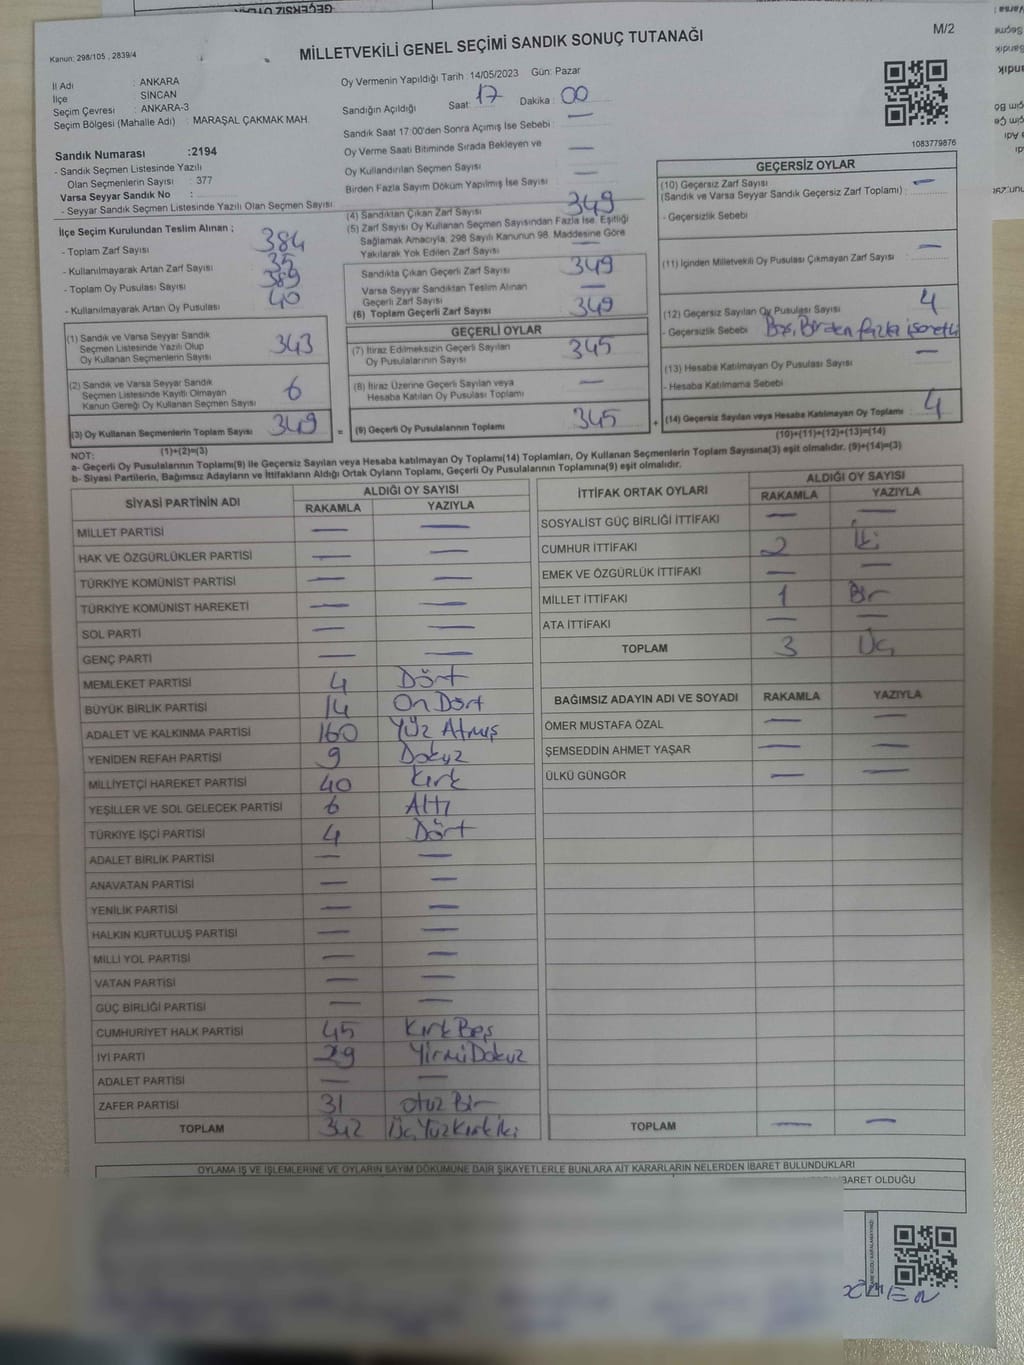 GEÇERSİZ OYLAR
MİLLETVEKİLİ GENEL SEÇİMİ SANDIK SONUÇ TUTANAĞI
M/2
Kanun: 298/105 , 2839/4
İl Adı : ANKARA
İlçe : SİNCAN
Seçim Çevresi : ANKARA-3
Seçim Bölgesi (Mahalle Adı) : MARAŞAL ÇAKMAK MAH.
Oy Vermenin Yapıldığı Tarih : 14/05/2023 Gün: Pazar
Sandığın Açıldığı Saat: 17 Dakika : 00
Sandık Saat 17:00'den Sonra Açımış İse Sebebi : —
Oy Verme Saati Bitiminde Sırada Bekleyen ve
Oy Kullandırılan Seçmen Sayısı —
Birden Fazla Sayım Döküm Yapılmış İse Sayısı —
1083779876
Sandık Numarası :2194
- Sandık Seçmen Listesinde Yazılı
Olan Seçmenlerin Sayısı : 377
Varsa Seyyar Sandık No :
- Seyyar Sandık Seçmen Listesinde Yazılı Olan Seçmen Sayısı :
İlçe Seçim Kurulundan Teslim Alınan ;
- Toplam Zarf Sayısı 384
- Kullanılmayarak Artan Zarf Sayısı 35
- Toplam Oy Pusulası Sayısı 389
- Kullanılmayarak Artan Oy Pusulası 40
(1) Sandık ve Varsa Seyyar Sandık
Seçmen Listesinde Yazılı Olup
Oy Kullanan Seçmenlerin Sayısı 343
(2) Sandık ve Varsa Seyyar Sandık
Seçmen Listesinde Kayıtlı Olmayan
Kanun Gereği Oy Kullanan Seçmen Sayısı 6
(3) Oy Kullanan Seçmenlerin Toplam Sayısı 349
(1)+(2)=(3)
(4) Sandıktan Çıkan Zarf Sayısı 349
(5) Zarf Sayısı Oy Kullanan Seçmen Sayısından Fazla İse, Eşitliği
Sağlamak Amacıyla, 298 Sayılı Kanunun 98. Maddesine Göre
Yakılarak Yok Edilen Zarf Sayısı —
Sandıkta Çıkan Geçerli Zarf Sayısı 349
Varsa Seyyar Sandıktan Teslim Alınan
Geçerli Zarf Sayısı —
(6) Toplam Geçerli Zarf Sayısı 349
GEÇERLİ OYLAR
(7) İtiraz Edilmeksizin Geçerli Sayılan
Oy Pusulalarının Sayısı 345
(8) İtiraz Üzerine Geçerli Sayılan veya
Hesaba Katılan Oy Pusulası Toplamı —
= (9) Geçerli Oy Pusulalarının Toplamı 345
GEÇERSİZ OYLAR
(10) Geçersiz Zarf Sayısı —
(Sandık ve Varsa Seyyar Sandık Geçersiz Zarf Toplamı) :
- Geçersizlik Sebebi
(11) İçinden Milletvekili Oy Pusulası Çıkmayan Zarf Sayısı —
(12) Geçersiz Sayılan Oy Pusulası Sayısı 4
- Geçersizlik Sebebi Boş, Birden fazla işaretli
(13) Hesaba Katılmayan Oy Pusulası Sayısı —
- Hesaba Katılmama Sebebi
+ (14) Geçersiz Sayılan veya Hesaba Katılmayan Oy Toplamı 4
(10)+(11)+(12)+(13)=(14)
NOT:
a- Geçerli Oy Pusulalarının Toplamı(9) ile Geçersiz Sayılan veya Hesaba katılmayan Oy Toplamı(14) Toplamları, Oy Kullanan Seçmenlerin Toplam Sayısına(3) eşit olmalıdır. (9)+(14)=(3)
b- Siyasi Partilerin, Bağımsız Adayların ve İttifakların Aldığı Ortak Oyların Toplamı, Geçerli Oy Pusulalarının Toplamına(9) eşit olmalıdır.
SİYASİ PARTİNİN ADI ALDIĞI OY SAYISI
RAKAMLA YAZIYLA
MİLLET PARTİSİ — —
HAK VE ÖZGÜRLÜKLER PARTİSİ — —
TÜRKİYE KOMÜNİST PARTİSİ — —
TÜRKİYE KOMÜNİST HAREKETİ — —
SOL PARTİ — —
GENÇ PARTİ — —
MEMLEKET PARTİSİ 4 Dört
BÜYÜK BİRLİK PARTİSİ 14 On Dört
ADALET VE KALKINMA PARTİSİ 160 Yüz Atmış
YENİDEN REFAH PARTİSİ 9 Dokuz
MİLLİYETÇİ HAREKET PARTİSİ 40 Kırk
YEŞİLLER VE SOL GELECEK PARTİSİ 6 Altı
TÜRKİYE İŞÇİ PARTİSİ 4 Dört
ADALET BİRLİK PARTİSİ — —
ANAVATAN PARTİSİ — —
YENİLİK PARTİSİ — —
HALKIN KURTULUŞ PARTİSİ — —
MİLLİ YOL PARTİSİ — —
VATAN PARTİSİ — —
GÜÇ BİRLİĞİ PARTİSİ — —
CUMHURİYET HALK PARTİSİ 45 Kırk Beş
İYİ PARTİ 29 Yirmi Dokuz
ADALET PARTİSİ — —
ZAFER PARTİSİ 31 Otuz Bir
TOPLAM 342 Üç Yüz Kırk İki
İTTİFAK ORTAK OYLARI ALDIĞI OY SAYISI
RAKAMLA YAZIYLA
SOSYALİST GÜÇ BİRLİĞİ İTTİFAKI — —
CUMHUR İTTİFAKI 2 İki
EMEK VE ÖZGÜRLÜK İTTİFAKI — —
MİLLET İTTİFAKI 1 Bir
ATA İTTİFAKI — —
TOPLAM 3 Üç
BAĞIMSIZ ADAYIN ADI VE SOYADI RAKAMLA YAZIYLA
ÖMER MUSTAFA ÖZAL — —
ŞEMSEDDİN AHMET YAŞAR — —
ÜLKÜ GÜNGÖR — —
TOPLAM — —
OYLAMA İŞ VE İŞLEMLERİNE VE OYLARIN SAYIM DÖKÜMÜNE DAİR ŞİKAYETLERLE BUNLARA AİT KARARLARIN NELERDEN İBARET BULUNDUKLARI
BARET OLDUĞU